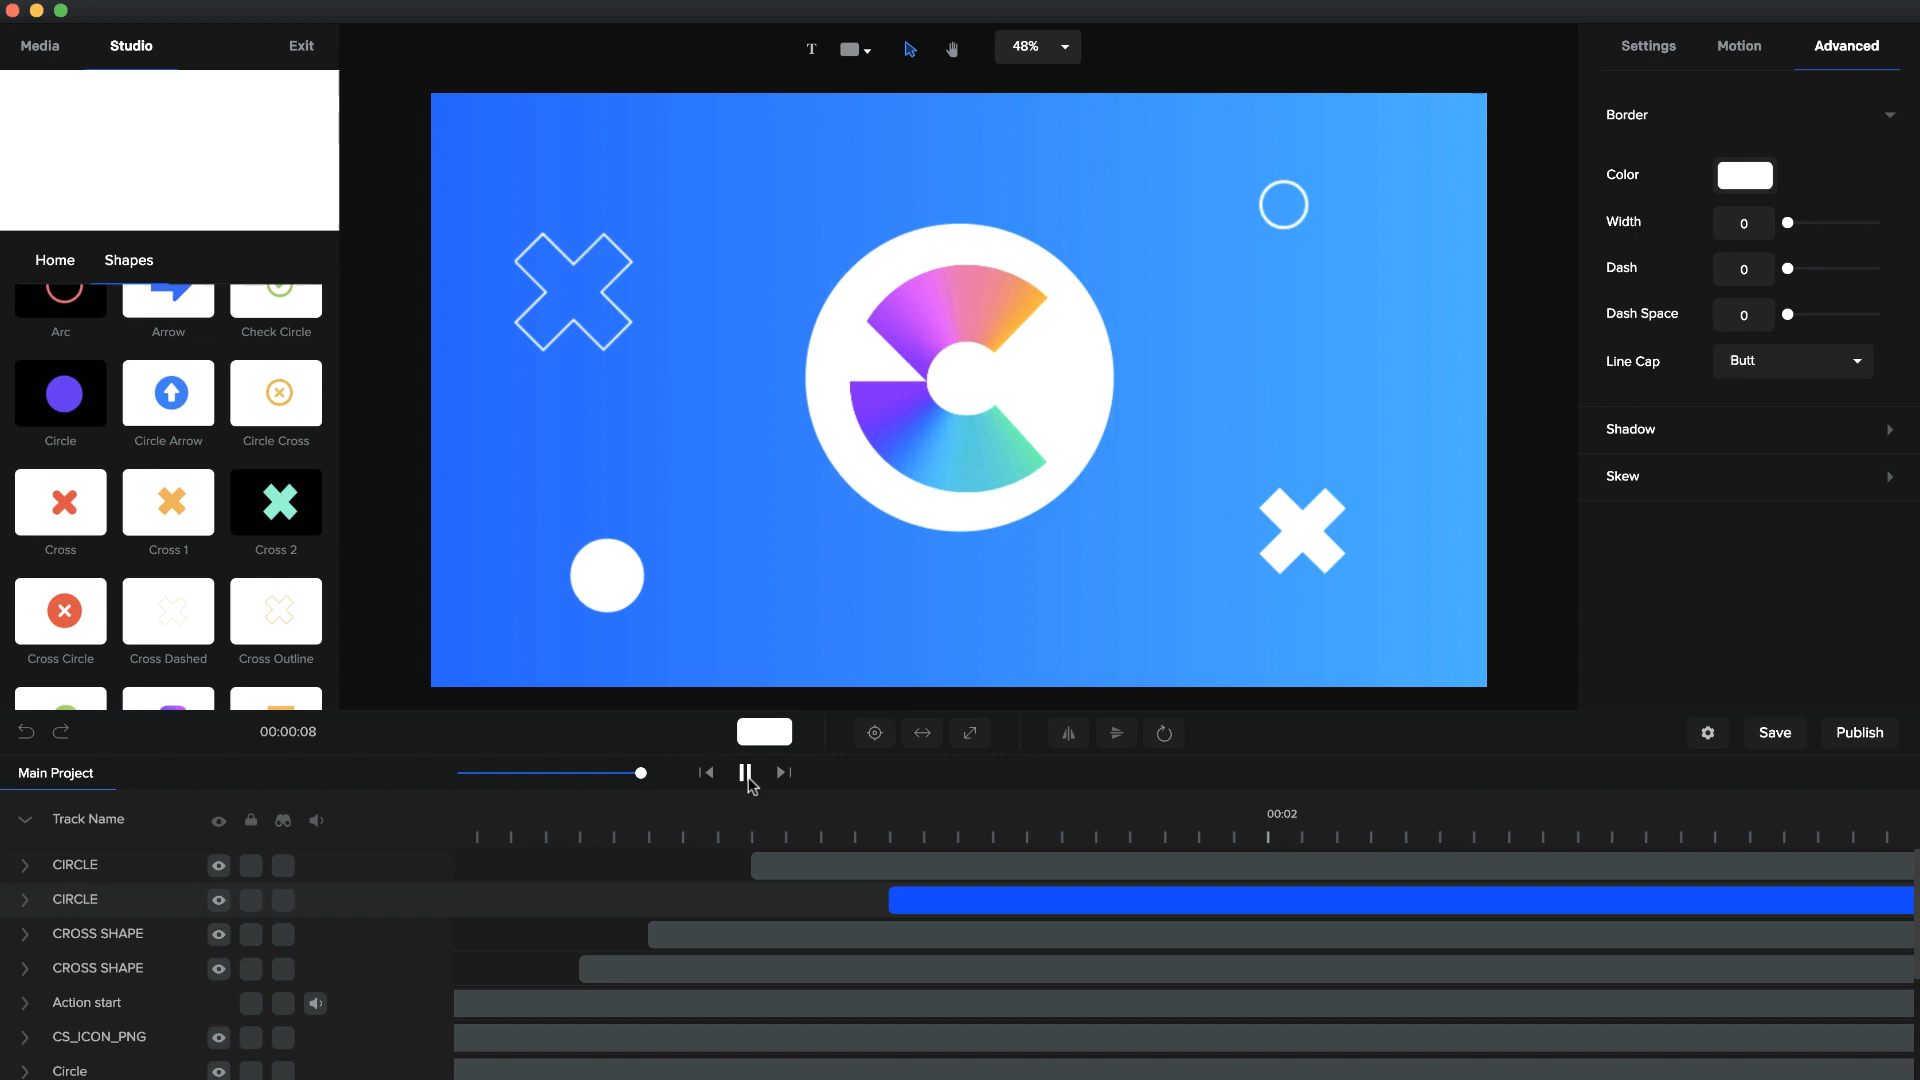 Media Studio Exit
T 48%
Settings Motion Advanced
Border
Color
Width 0
Dash 0
Dash Space 0
Line Cap Butt
Shadow
Skew
Home Shapes
Arc Arrow Check Circle
Circle Circle Arrow Circle Cross
Cross Cross 1 Cross 2
Cross Circle Cross Dashed Cross Outline
00:00:08
Save Publish
Main Project
Track Name
00:02
CIRCLE
CIRCLE
CROSS SHAPE
CROSS SHAPE
Action start
CS_ICON_PNG
Circle